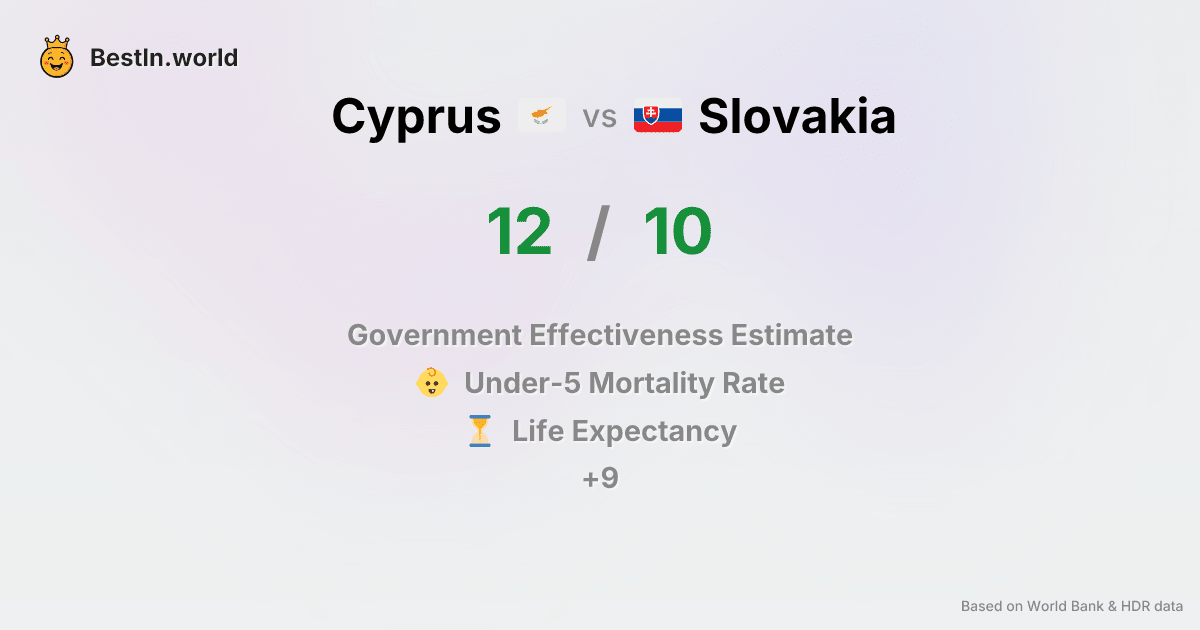 BestIn.world
Cyprus vs Slovakia
12 / 10
Government Effectiveness Estimate
Under-5 Mortality Rate
Life Expectancy
+9
Based on World Bank & HDR data